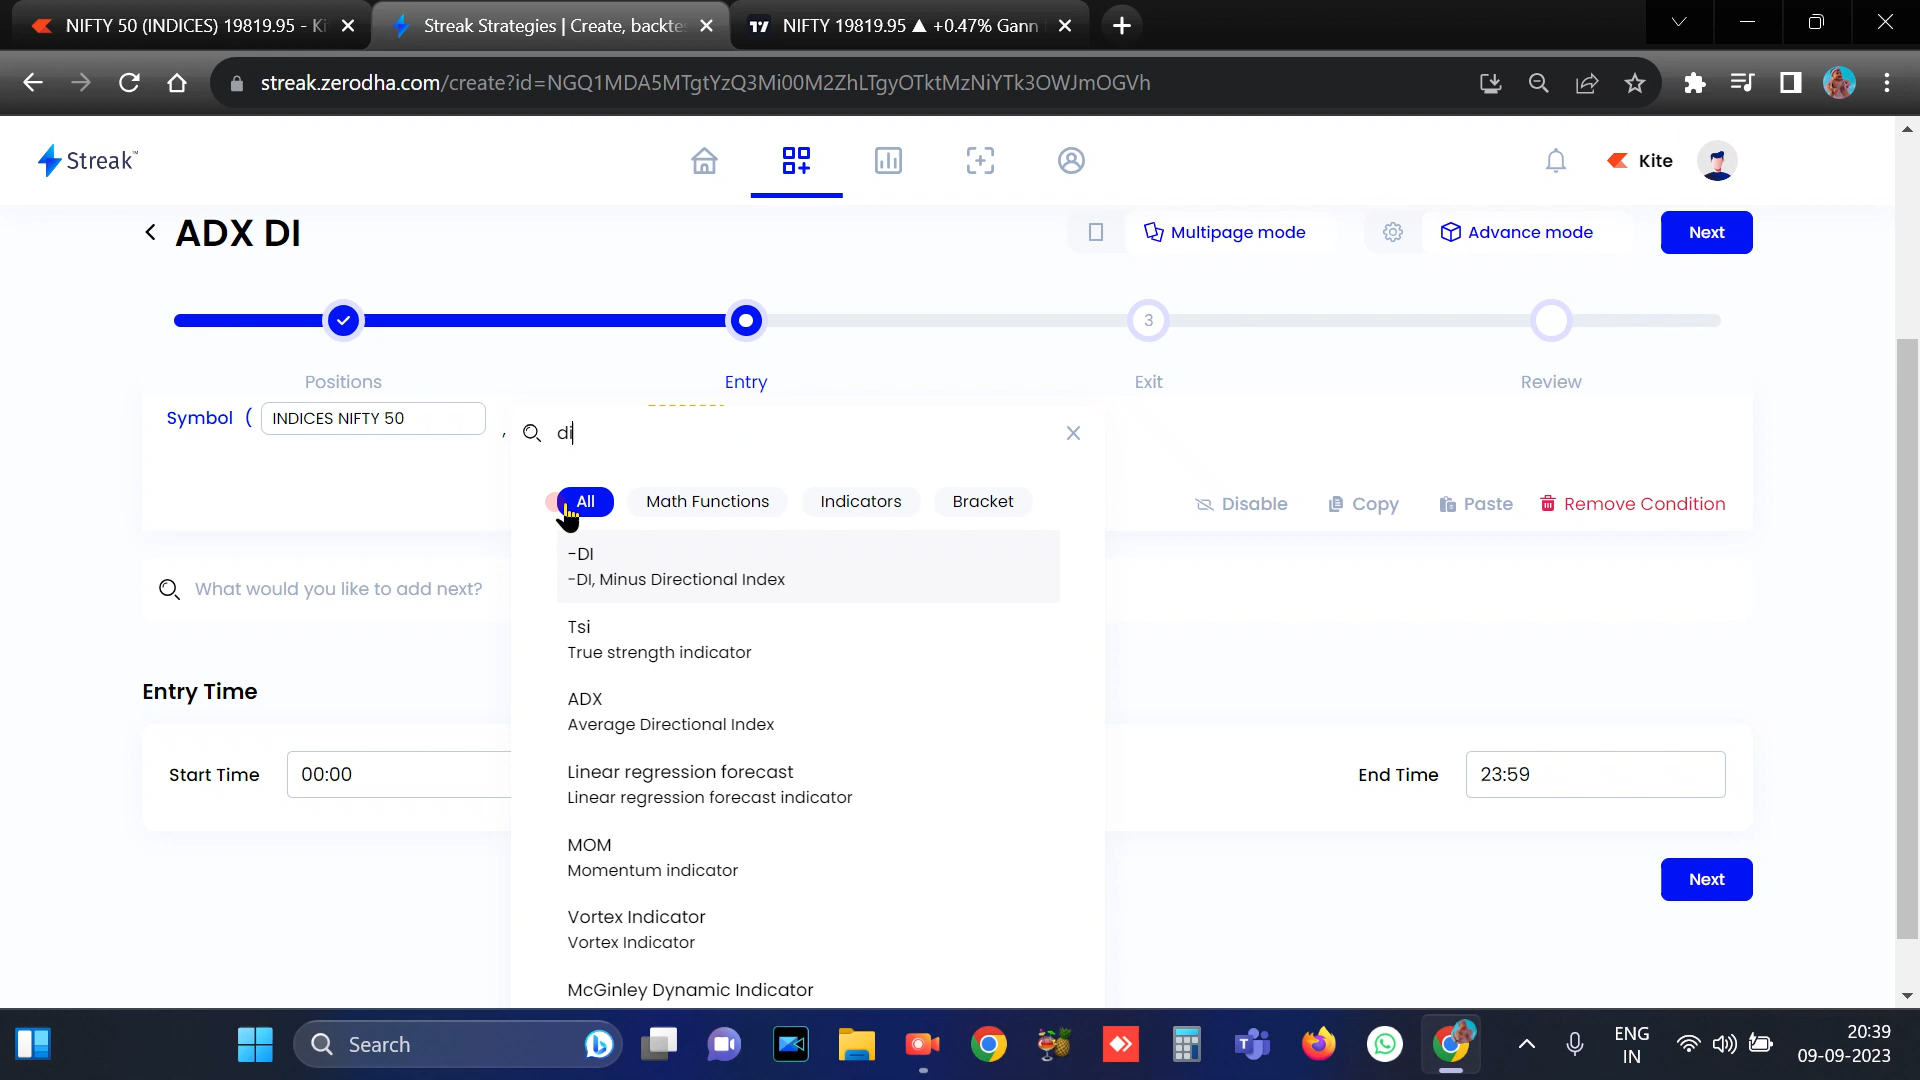 NIFTY 50 (INDICES) 19819.95 - Ki
Streak Strategies | Create, backtes
NIFTY 19819.95 ▲ +0.47% Gann
streak.zerodha.com/create?id=NGQ1MDA5MTgtYzQ3Mi00M2ZhLTgyOTktMzNiYTk3OWJmOGVh
Streak™
Kite
ADX DI
Multipage mode
Advance mode
Next
3
Positions
Entry
Exit
Review
Symbol ( INDICES NIFTY 50 ,
di
All
Math Functions
Indicators
Bracket
Disable
Copy
Paste
Remove Condition
-DI
-DI, Minus Directional Index
What would you like to add next?
Tsi
True strength indicator
ADX
Average Directional Index
Linear regression forecast
Linear regression forecast indicator
MOM
Momentum indicator
Vortex Indicator
Vortex Indicator
McGinley Dynamic Indicator
Entry Time
Start Time 00:00
End Time 23:59
Next
Search
ENG
IN
20:39
09-09-2023